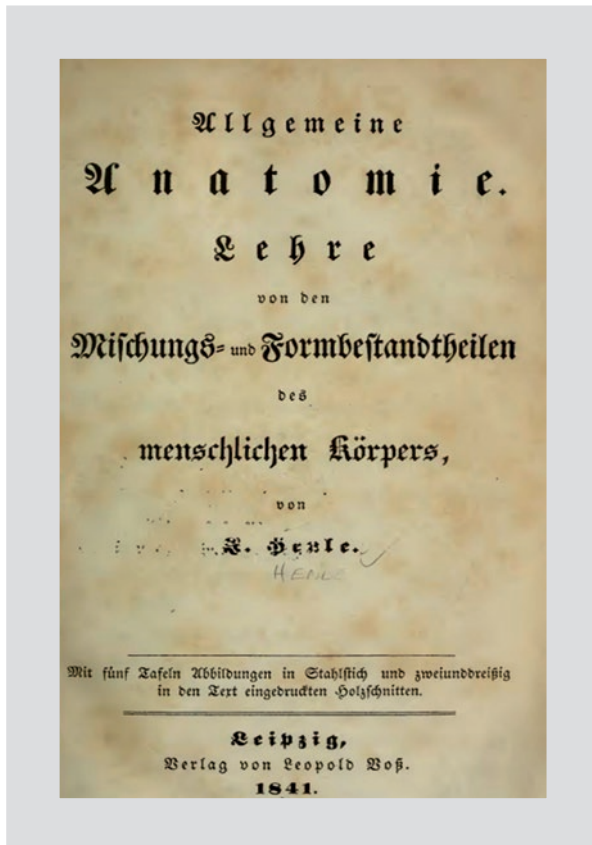 Allgemeine
Anatomie.
Lehre
von den
Mischungs- und Formbestandtheilen
des
menschlichen Körpers,
von
J. Henle.
HENLE
Mit fünf Tafeln Abbildungen in Stahlstich und zweiunddreißig
in den Text eingedruckten Holzschnitten.
Leipzig,
Verlag von Leopold Voß.
1841.